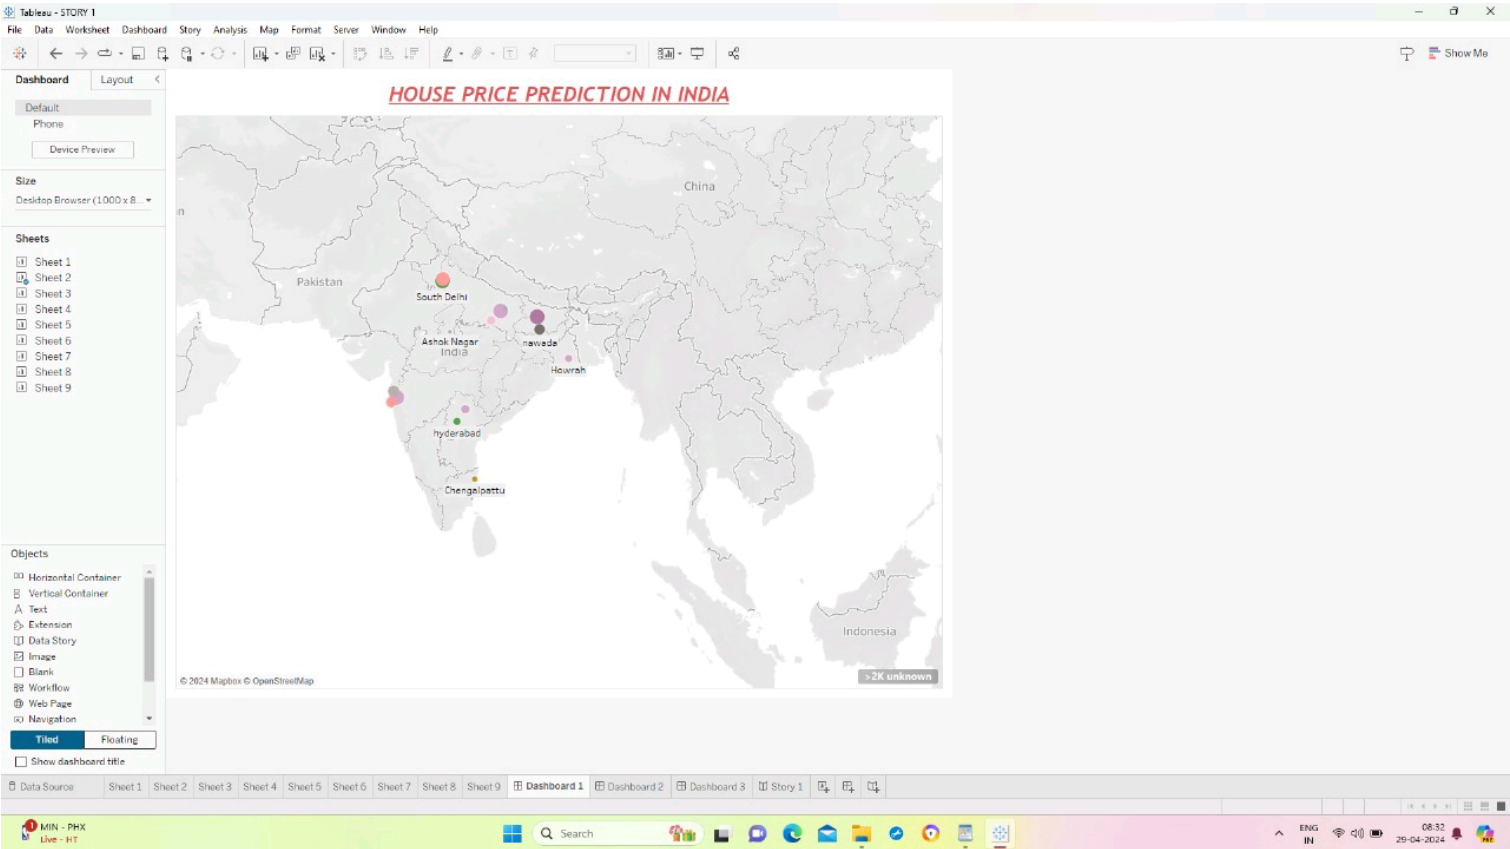 Tableau - STORY 1
File Data Worksheet Dashboard Story Analysis Map Format Server Window Help
Show Me
Dashboard Layout
Default
Phone
Device Preview
Size
Desktop Browser (1000 x 8...
Sheets
Sheet 1
Sheet 2
Sheet 3
Sheet 4
Sheet 5
Sheet 6
Sheet 7
Sheet 8
Sheet 9
Objects
Horizontal Container
Vertical Container
Text
Extension
Data Story
Image
Blank
Workflow
Web Page
Navigation
Tiled Floating
Show dashboard title
HOUSE PRICE PREDICTION IN INDIA
China
Pakistan
South Delhi
Ashok Nagar
India
nawada
Howrah
hyderabad
Chengalpattu
Indonesia
© 2024 Mapbox © OpenStreetMap
>2K unknown
Data Source Sheet 1 Sheet 2 Sheet 3 Sheet 4 Sheet 5 Sheet 6 Sheet 7 Sheet 8 Sheet 9 Dashboard 1 Dashboard 2 Dashboard 3 Story 1
1
MIN - PHX
Live - HT
Search
ENG
IN
08:32
29-04-2024